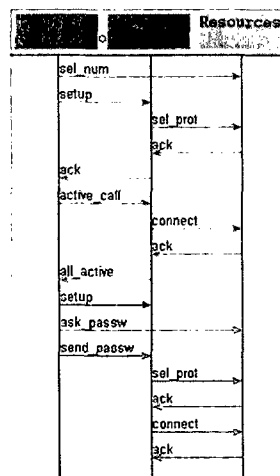 Resources
sel_num
setup
sel_prot
ack
ack
active_call
connect
ack
all_active
setup
ask_passw
send_passw
sel_prot
ack
connect
ack